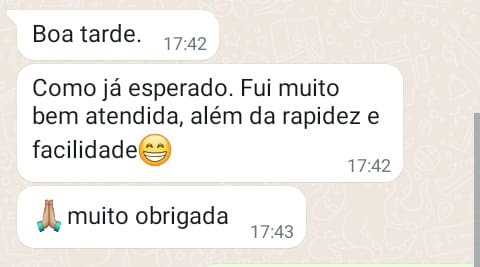 Boa tarde. 17:42
Como já esperado. Fui muito
bem atendida, além da rapidez e
facilidade😁
17:42
🙏🏼 muito obrigada 17:43